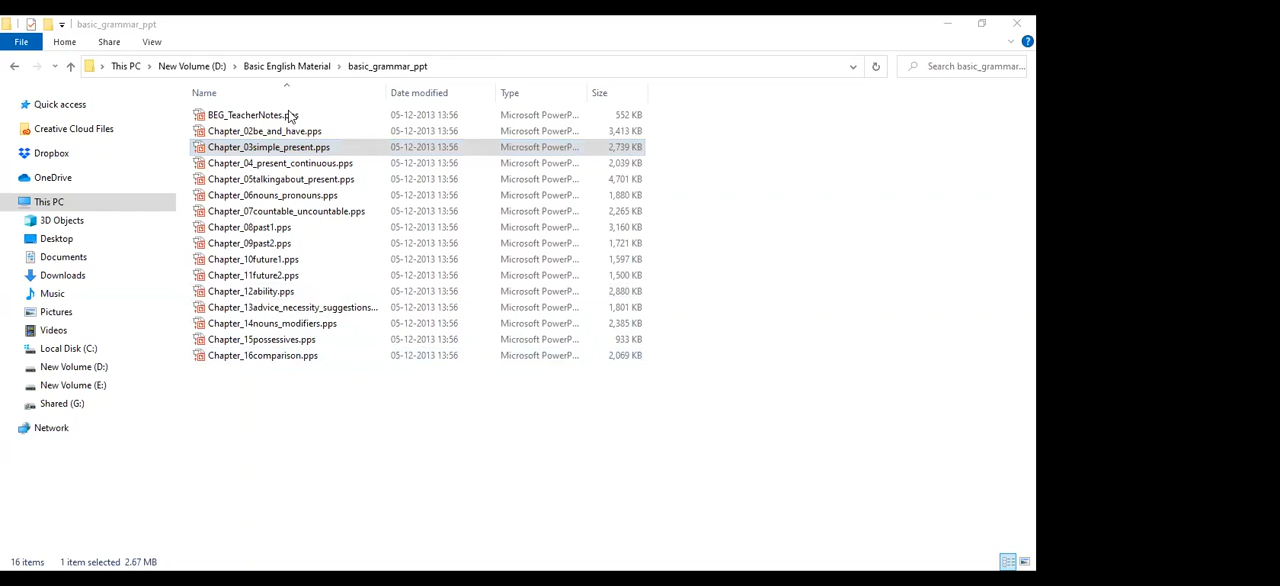 basic_grammar_ppt
File Home Share View
This PC New Volume (D:) Basic English Material basic_grammar_ppt Search basic_grammar...
Name Date modified Type Size
Quick access
Creative Cloud Files
Dropbox
OneDrive
This PC
3D Objects
Desktop
Documents
Downloads
Music
Pictures
Videos
Local Disk (C:)
New Volume (D:)
New Volume (E:)
Shared (G:)
Network
BEG_TeacherNotes.pps 05-12-2013 13:56 Microsoft PowerP... 552 KB
Chapter_02be_and_have.pps 05-12-2013 13:56 Microsoft PowerP... 3,413 KB
Chapter_03simple_present.pps 05-12-2013 13:56 Microsoft PowerP... 2,739 KB
Chapter_04_present_continuous.pps 05-12-2013 13:56 Microsoft PowerP... 2,039 KB
Chapter_05talkingabout_present.pps 05-12-2013 13:56 Microsoft PowerP... 4,701 KB
Chapter_06nouns_pronouns.pps 05-12-2013 13:56 Microsoft PowerP... 1,880 KB
Chapter_07countable_uncountable.pps 05-12-2013 13:56 Microsoft PowerP... 2,265 KB
Chapter_08past1.pps 05-12-2013 13:56 Microsoft PowerP... 3,160 KB
Chapter_09past2.pps 05-12-2013 13:56 Microsoft PowerP... 1,721 KB
Chapter_10future1.pps 05-12-2013 13:56 Microsoft PowerP... 1,597 KB
Chapter_11future2.pps 05-12-2013 13:56 Microsoft PowerP... 1,500 KB
Chapter_12ability.pps 05-12-2013 13:56 Microsoft PowerP... 2,880 KB
Chapter_13advice_necessity_suggestions... 05-12-2013 13:56 Microsoft PowerP... 1,801 KB
Chapter_14nouns_modifiers.pps 05-12-2013 13:56 Microsoft PowerP... 2,385 KB
Chapter_15possessives.pps 05-12-2013 13:56 Microsoft PowerP... 933 KB
Chapter_16comparison.pps 05-12-2013 13:56 Microsoft PowerP... 2,069 KB
16 items 1 item selected 2.67 MB